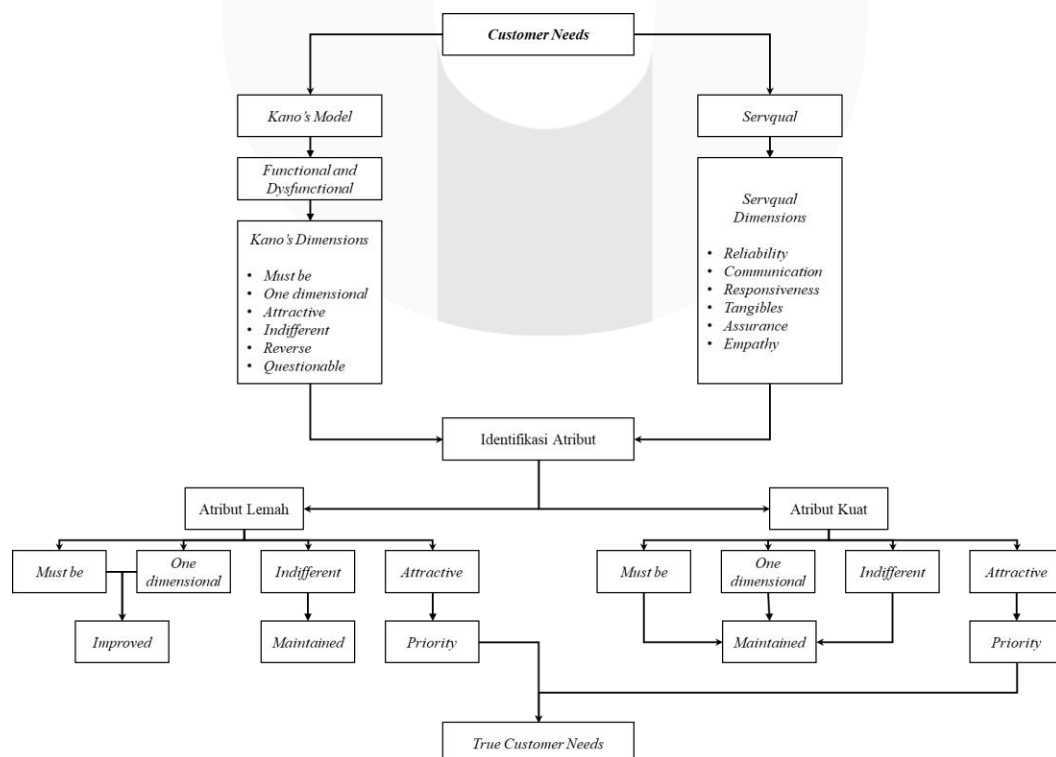 Customer Needs
Kano's Model
Servqual
Functional and
Dysfunctional
Kano's Dimensions
• Must be
• One dimensional
• Attractive
• Indifferent
• Reverse
• Questionable
Servqual
Dimensions
• Reliability
• Communication
• Responsiveness
• Tangibles
• Assurance
• Empathy
Identifikasi Atribut
Atribut Lemah
Atribut Kuat
Must be
One
dimensional
Indifferent
Attractive
Must be
One
dimensional
Indifferent
Attractive
Improved
Maintained
Priority
Maintained
Priority
True Customer Needs